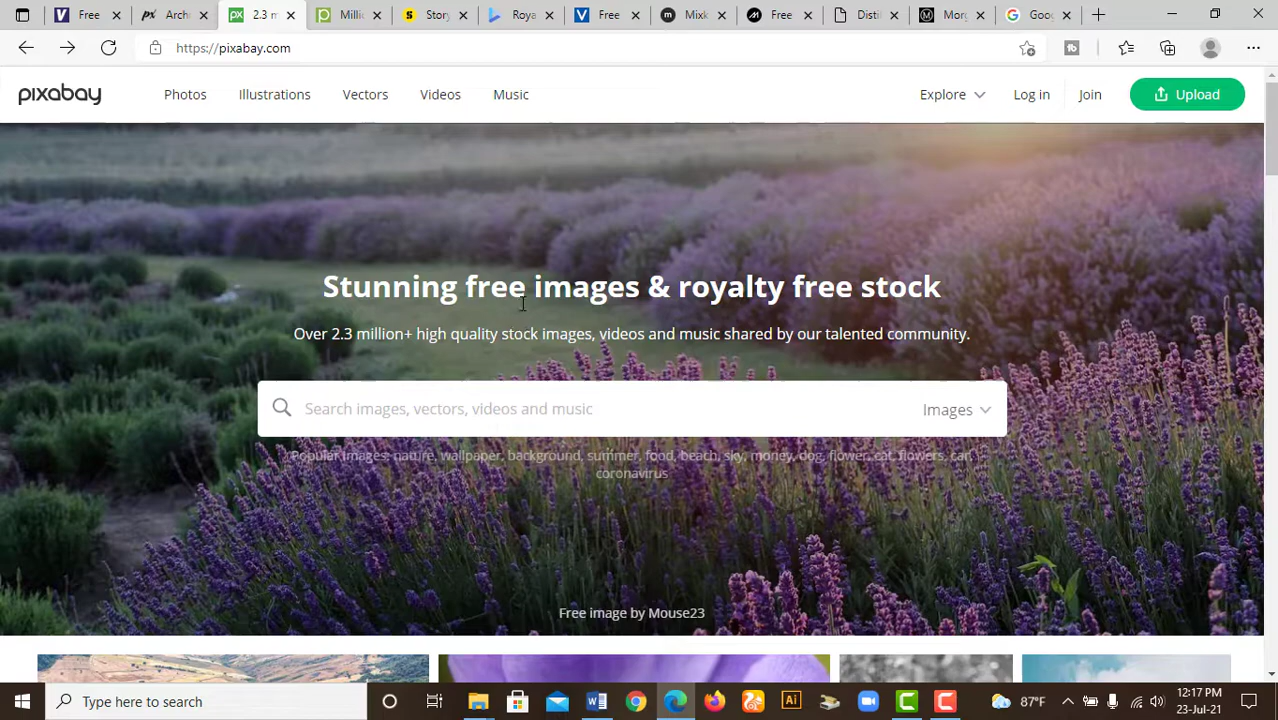 Free
Arch
2.3 m
Milli
Story
Roya
Free
Mixk
Free
Disti
Morg
Goog
https://pixabay.com
pixabay
Photos
Illustrations
Vectors
Videos
Music
Explore
Log in
Join
Upload
Stunning free images & royalty free stock
Over 2.3 million+ high quality stock images, videos and music shared by our talented community.
Search images, vectors, videos and music
Images
Popular Images: nature, wallpaper, background, summer, food, beach, sky, money, dog, flower, cat, flowers, car,
coronavirus
Free image by Mouse23
Type here to search
Ai
87°F
12:17 PM
23-Jul-21